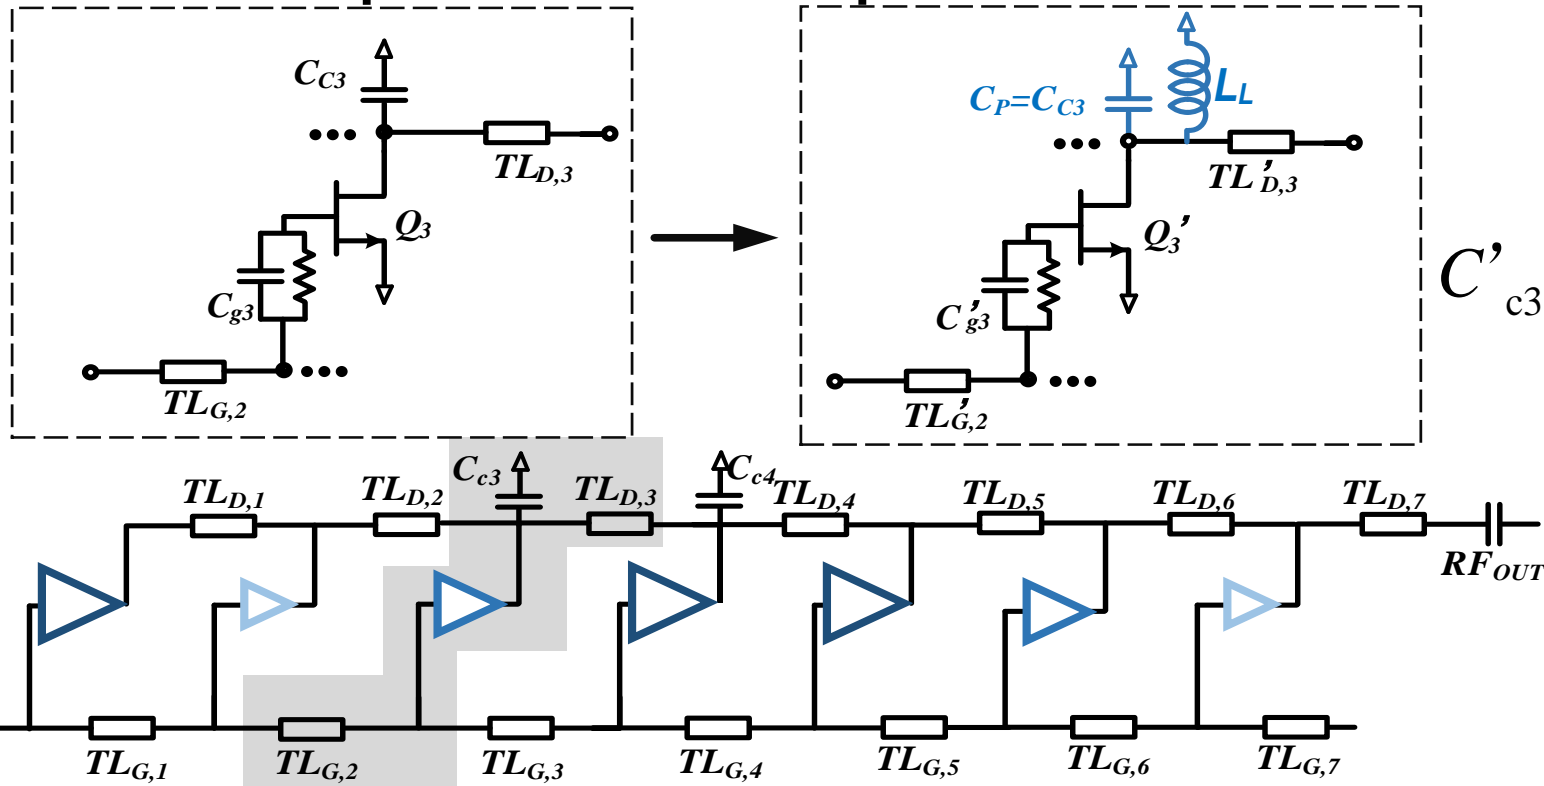 C_C3
TL_D,3
Q_3
C_g3
TL_G,2
C_P=C_C3
L_L
TL'_D,3
Q_3'
C'_g3
TL'_G,2
C'_c3
C_c3
C_c4
TL_D,1
TL_D,2
TL_D,3
TL_D,4
TL_D,5
TL_D,6
TL_D,7
RF_OUT
TL_G,1
TL_G,2
TL_G,3
TL_G,4
TL_G,5
TL_G,6
TL_G,7